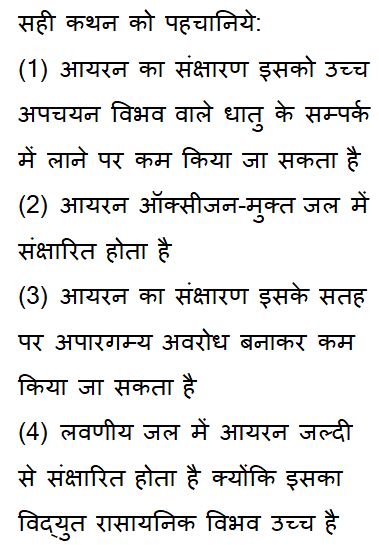 सही कथन को पहचानिये:
(1) आयरन का संक्षारण इसको उच्च
अपचयन विभव वाले धातु के सम्पर्क
में लाने पर कम किया जा सकता है
(2) आयरन ऑक्सीजन-मुक्त जल में
संक्षारित होता है
(3) आयरन का संक्षारण इसके सतह
पर अपारगम्य अवरोध बनाकर कम
किया जा सकता है
(4) लवणीय जल में आयरन जल्दी
से संक्षारित होता है क्योंकि इसका
विद्युत रासायनिक विभव उच्च है